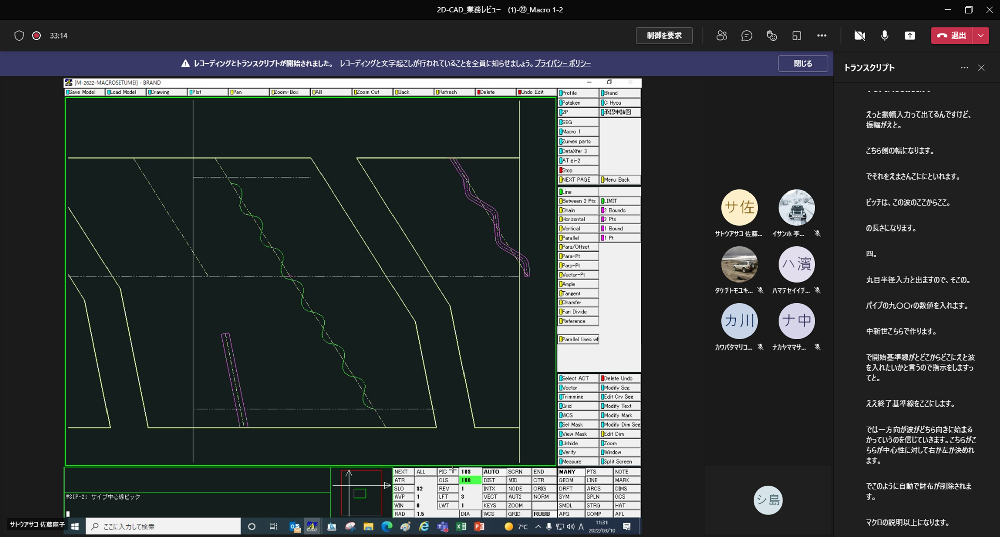 2D-CAD_業務レビュー (1)-㉓_Macro 1-2
33:14
制御を要求
退出
レコーディングとトランスクリプトが開始されました。 レコーディングと文字起こしが行われていることを全員に知らせましょう。プライバシー ポリシー
閉じる
トランスクリプト
[M-2622-MACROSETUMEI] - BRAND
Save Model Load Model Drawing Plot Pan Zoom-Box All Zoom Out Back Refresh Delete Undo Edit
Profile Brand
Pataken C Hyou
2P 承認申請図
SEG
Macro 1
Zumen parts
DataXfer 3
AT gi-2
Stop
NEXT PAGE Menu Back
Line
Between 2 Pts LIMIT
Chain 2 Bounds
Horizontal 2 Pts
Vertical 1 Bound
Parallel 1 Pt
Para/Offset
Para-Pt
Parp-Pt
Vector-Pt
Angle
Tangent
Chamfer
Fan Divide
Reference
Parallel lines wh
Select ACT Delete Undo
Vector Modify Seg
Trimming Edit Crv Seg
Grid Modify Text
WCS Modify Mark
Sel Mask Modify Dim Seg
View Mask Edit Dim
Unhide Zoom
Verify Window
Measure Split Screen
NEXT ALL PIC 103 AUTO SCRN END MANY PTS NOTE
ATR CLS 100 DIST MID CTR GEOM LINE MARK
SLO 32 REV 1 INTX NODE ORIG DRFT ARCS DIMS
AVP 1 LFT 3 VECT AUT2 NORM SYM SPLN GCS
WIN 0 LWT 1 KEYS ZOOM SMDL STRG HAT
RAD 1.5 DIA WCS GRID RUBB APG COMP AFL
WSIP-2: サイプ中心線ピック
サトウアサコ 佐藤麻子
ここに入力して検索
7°C
A
11:31
2022/03/10
サ佐
サトウアサコ 佐藤...
イサンホ 李...
タケチトモユキ...
ハ濱
ハマテセイイチ...
カ川
カワバタマリコ...
ナ中
ナカヤママサ...
シ島
えっと振幅入力って出てるんですけど、
振幅がえと。
こちら側の幅になります。
でそれをえまさんこににといれます。
ピッチは、この波のここからここ。
の長さになります。
四。
丸目半径入力と出ますので、そこの。
パイプの九〇〇rの数値を入れます。
中新世こちらで作ります。
で開始基準線がとどこからどこにえと波
を入れたいかと言うので指示をしますっ
てと。
ええ終了基準線をここにします。
では一方向が波がどちら向きに始まる
かっていうのを信じていきます。こちらがこ
ちらが中心性に対して右か左か決めれ
ます。
でこのように自動で財布が削除されま
す。
マクロの説明以上になります。